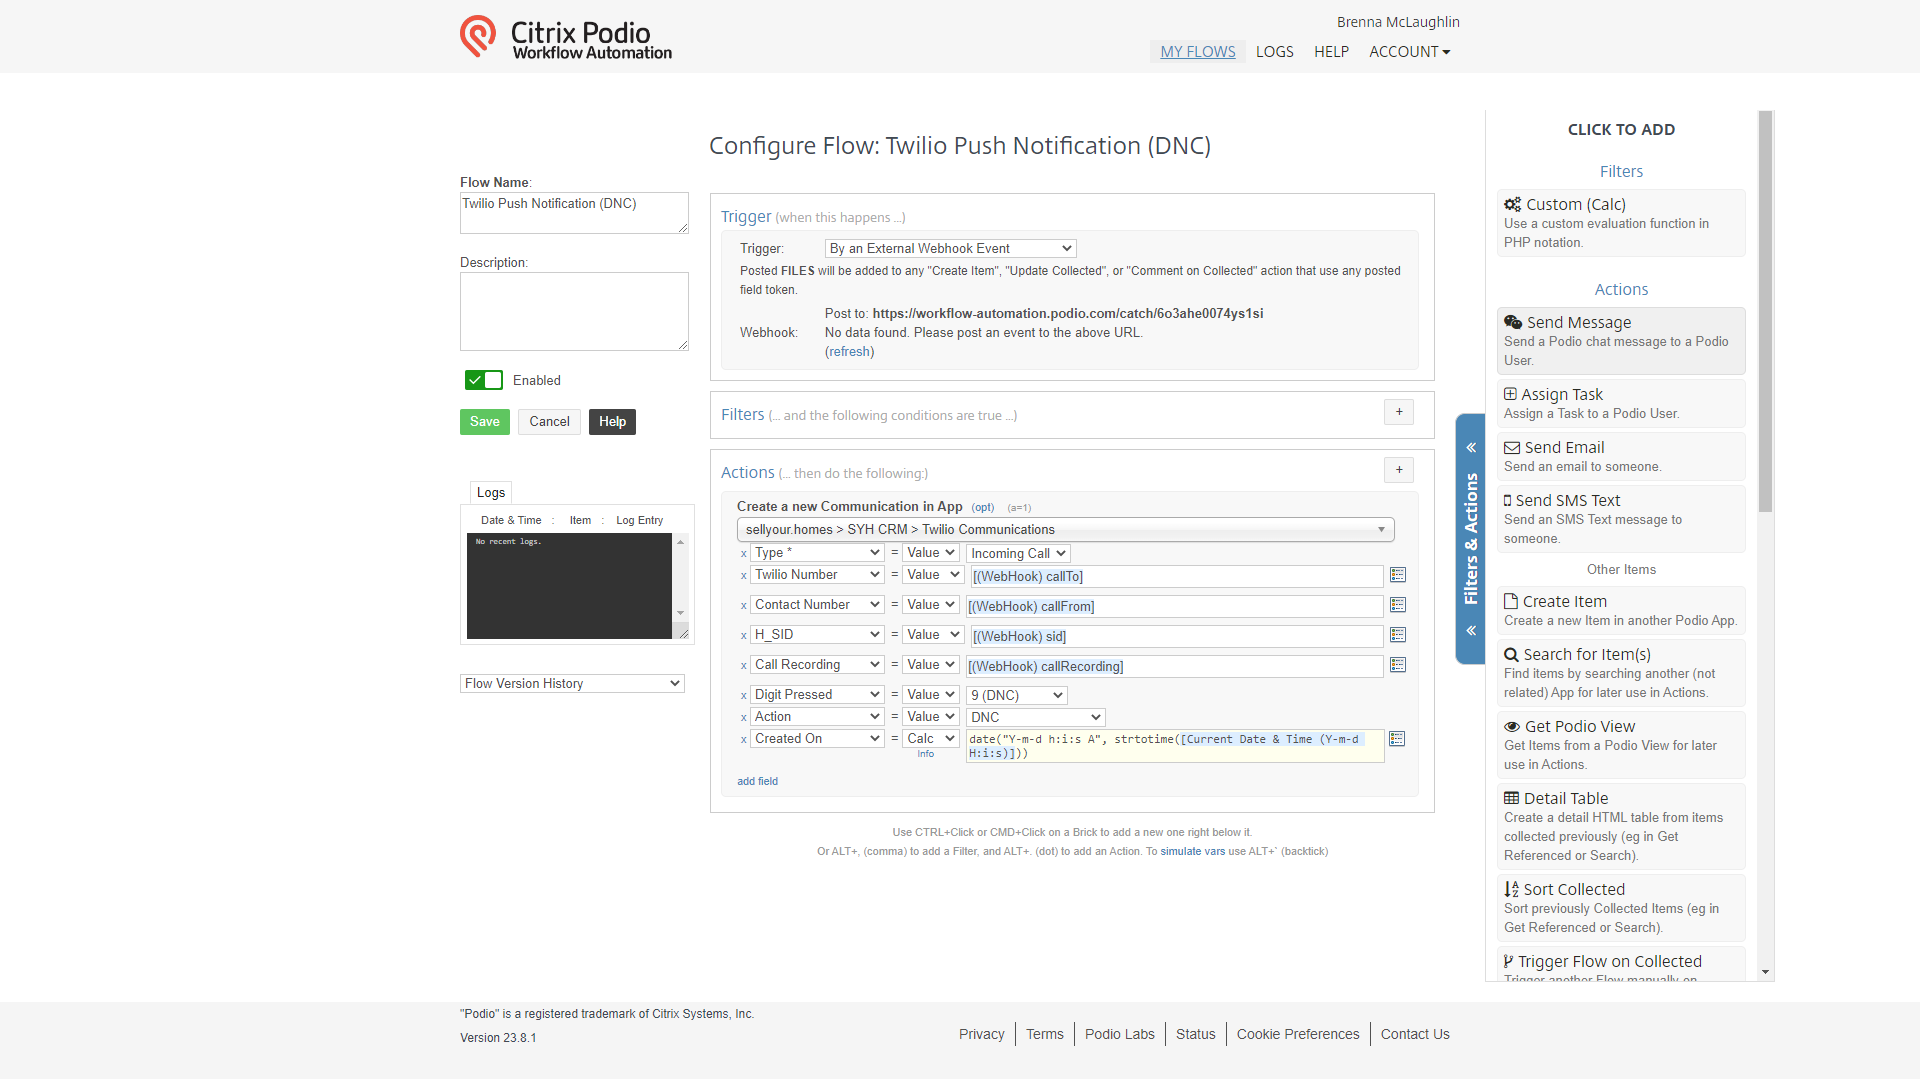 Citrix Podio
Workflow Automation
Brenna McLaughlin
MY FLOWS LOGS HELP ACCOUNT
Configure Flow: Twilio Push Notification (DNC)
Flow Name:
Twilio Push Notification (DNC)
Description:
Enabled
Save Cancel Help
Logs
Date & Time : Item : Log Entry
No recent logs.
Flow Version History
Trigger (when this happens ...)
Trigger: By an External Webhook Event
Posted FILES will be added to any "Create Item", "Update Collected", or "Comment on Collected" action that use any posted
field token.
Post to: https://workflow-automation.podio.com/catch/6o3ahe0074ys1si
Webhook: No data found. Please post an event to the above URL.
(refresh)
Filters (... and the following conditions are true ...)
+
Actions (... then do the following:)
+
Create a new Communication in App (opt) (a=1)
sellyour.homes > SYH CRM > Twilio Communications
x Type * = Value Incoming Call
x Twilio Number = Value [(WebHook) callTo]
x Contact Number = Value [(WebHook) callFrom]
x H_SID = Value [(WebHook) sid]
x Call Recording = Value [(WebHook) callRecording]
x Digit Pressed = Value 9 (DNC)
x Action = Value DNC
x Created On = Calc date("Y-m-d h:i:s A", strtotime([Current Date & Time (Y-m-d
Info H:i:s)]))
add field
Use CTRL+Click or CMD+Click on a Brick to add a new one right below it.
Or ALT+, (comma) to add a Filter, and ALT+. (dot) to add an Action. To simulate vars use ALT+` (backtick)
Filters & Actions
CLICK TO ADD
Filters
Custom (Calc)
Use a custom evaluation function in
PHP notation.
Actions
Send Message
Send a Podio chat message to a Podio
User.
Assign Task
Assign a Task to a Podio User.
Send Email
Send an email to someone.
Send SMS Text
Send an SMS Text message to
someone.
Other Items
Create Item
Create a new Item in another Podio App.
Search for Item(s)
Find items by searching another (not
related) App for later use in Actions.
Get Podio View
Get Items from a Podio View for later
use in Actions.
Detail Table
Create a detail HTML table from items
collected previously (eg in Get
Referenced or Search).
Sort Collected
Sort previously Collected Items (eg in
Get Referenced or Search).
Trigger Flow on Collected
Trigger another Flow manually on
"Podio" is a registered trademark of Citrix Systems, Inc.
Version 23.8.1
Privacy Terms Podio Labs Status Cookie Preferences Contact Us